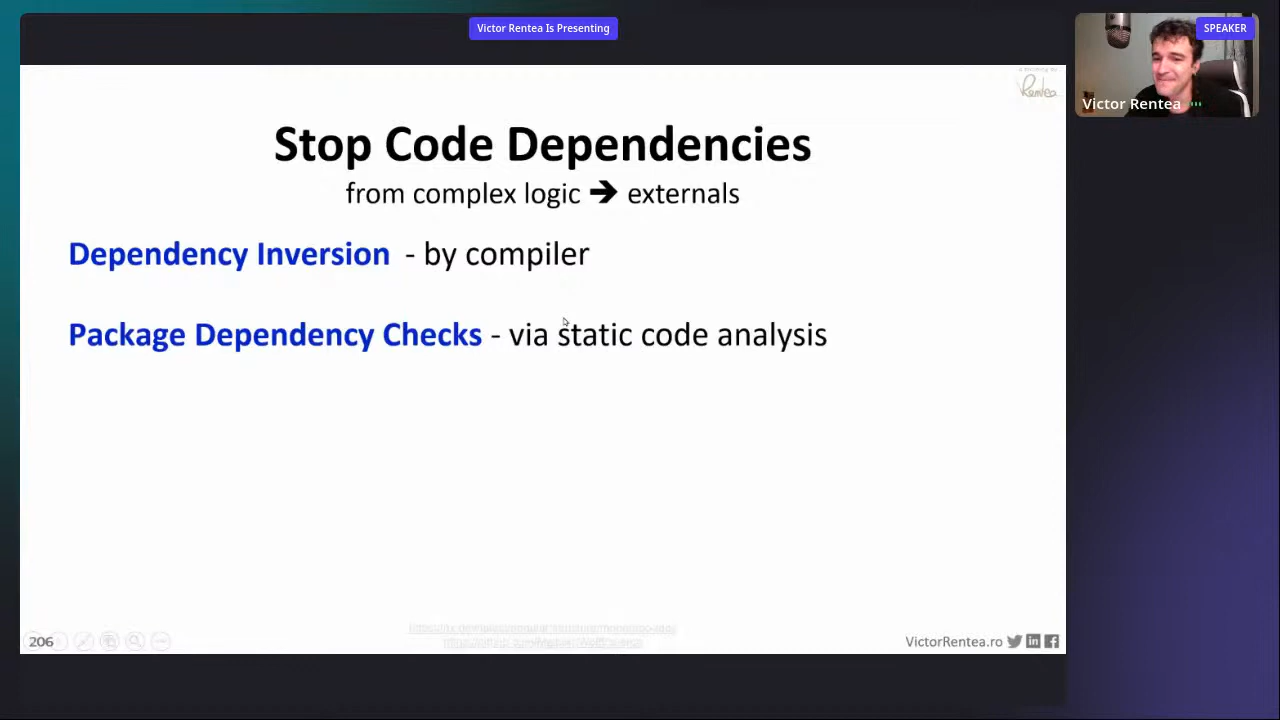 Victor Rentea Is Presenting
SPEAKER
Victor Rentea
Rentea
Stop Code Dependencies
from complex logic ➔ externals
Dependency Inversion - by compiler
Package Dependency Checks - via static code analysis
206
VictorRentea.ro